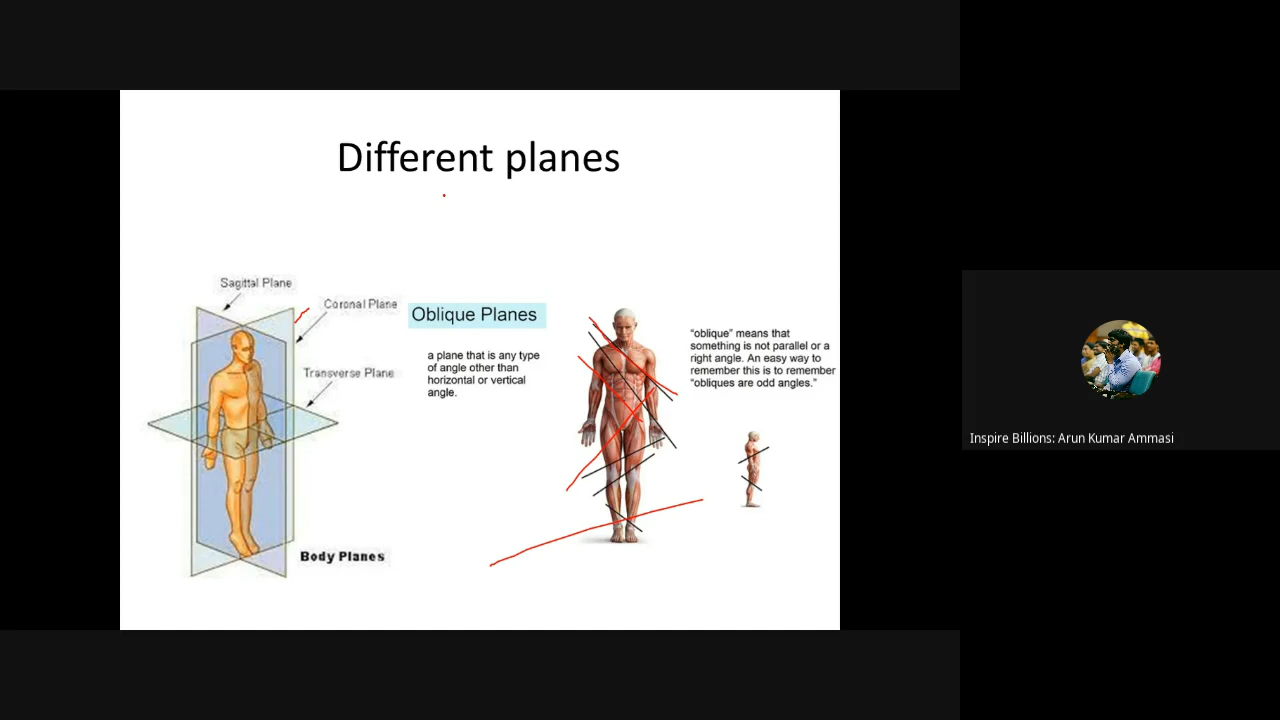 Different planes
Sagittal Plane
Coronal Plane
Transverse Plane
Body Planes
Oblique Planes
a plane that is any type
of angle other than
horizontal or vertical
angle.
“oblique” means that
something is not parallel or a
right angle. An easy way to
remember this is to remember
“obliques are odd angles.”
Inspire Billions: Arun Kumar Ammasi